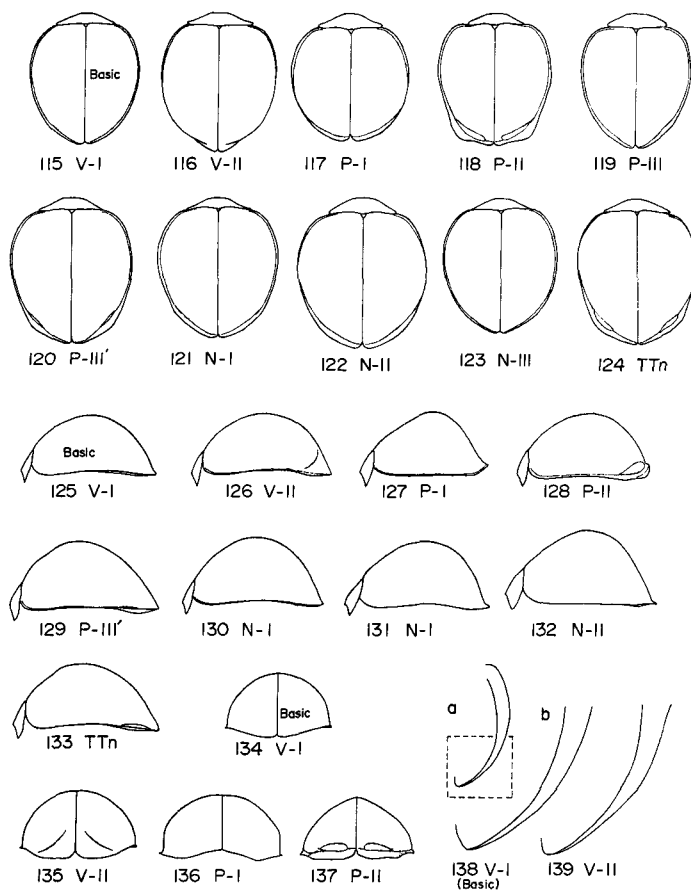 Basic
115 V-I
116 V-II
117 P-I
118 P-II
119 P-III
120 P-III'
121 N-I
122 N-II
123 N-III
124 TTn
Basic
125 V-I
126 V-II
127 P-I
128 P-II
129 P-III'
130 N-I
131 N-I
132 N-II
133 TTn
Basic
134 V-I
a
b
135 V-II
136 P-I
137 P-II
138 V-I
(Basic)
139 V-II